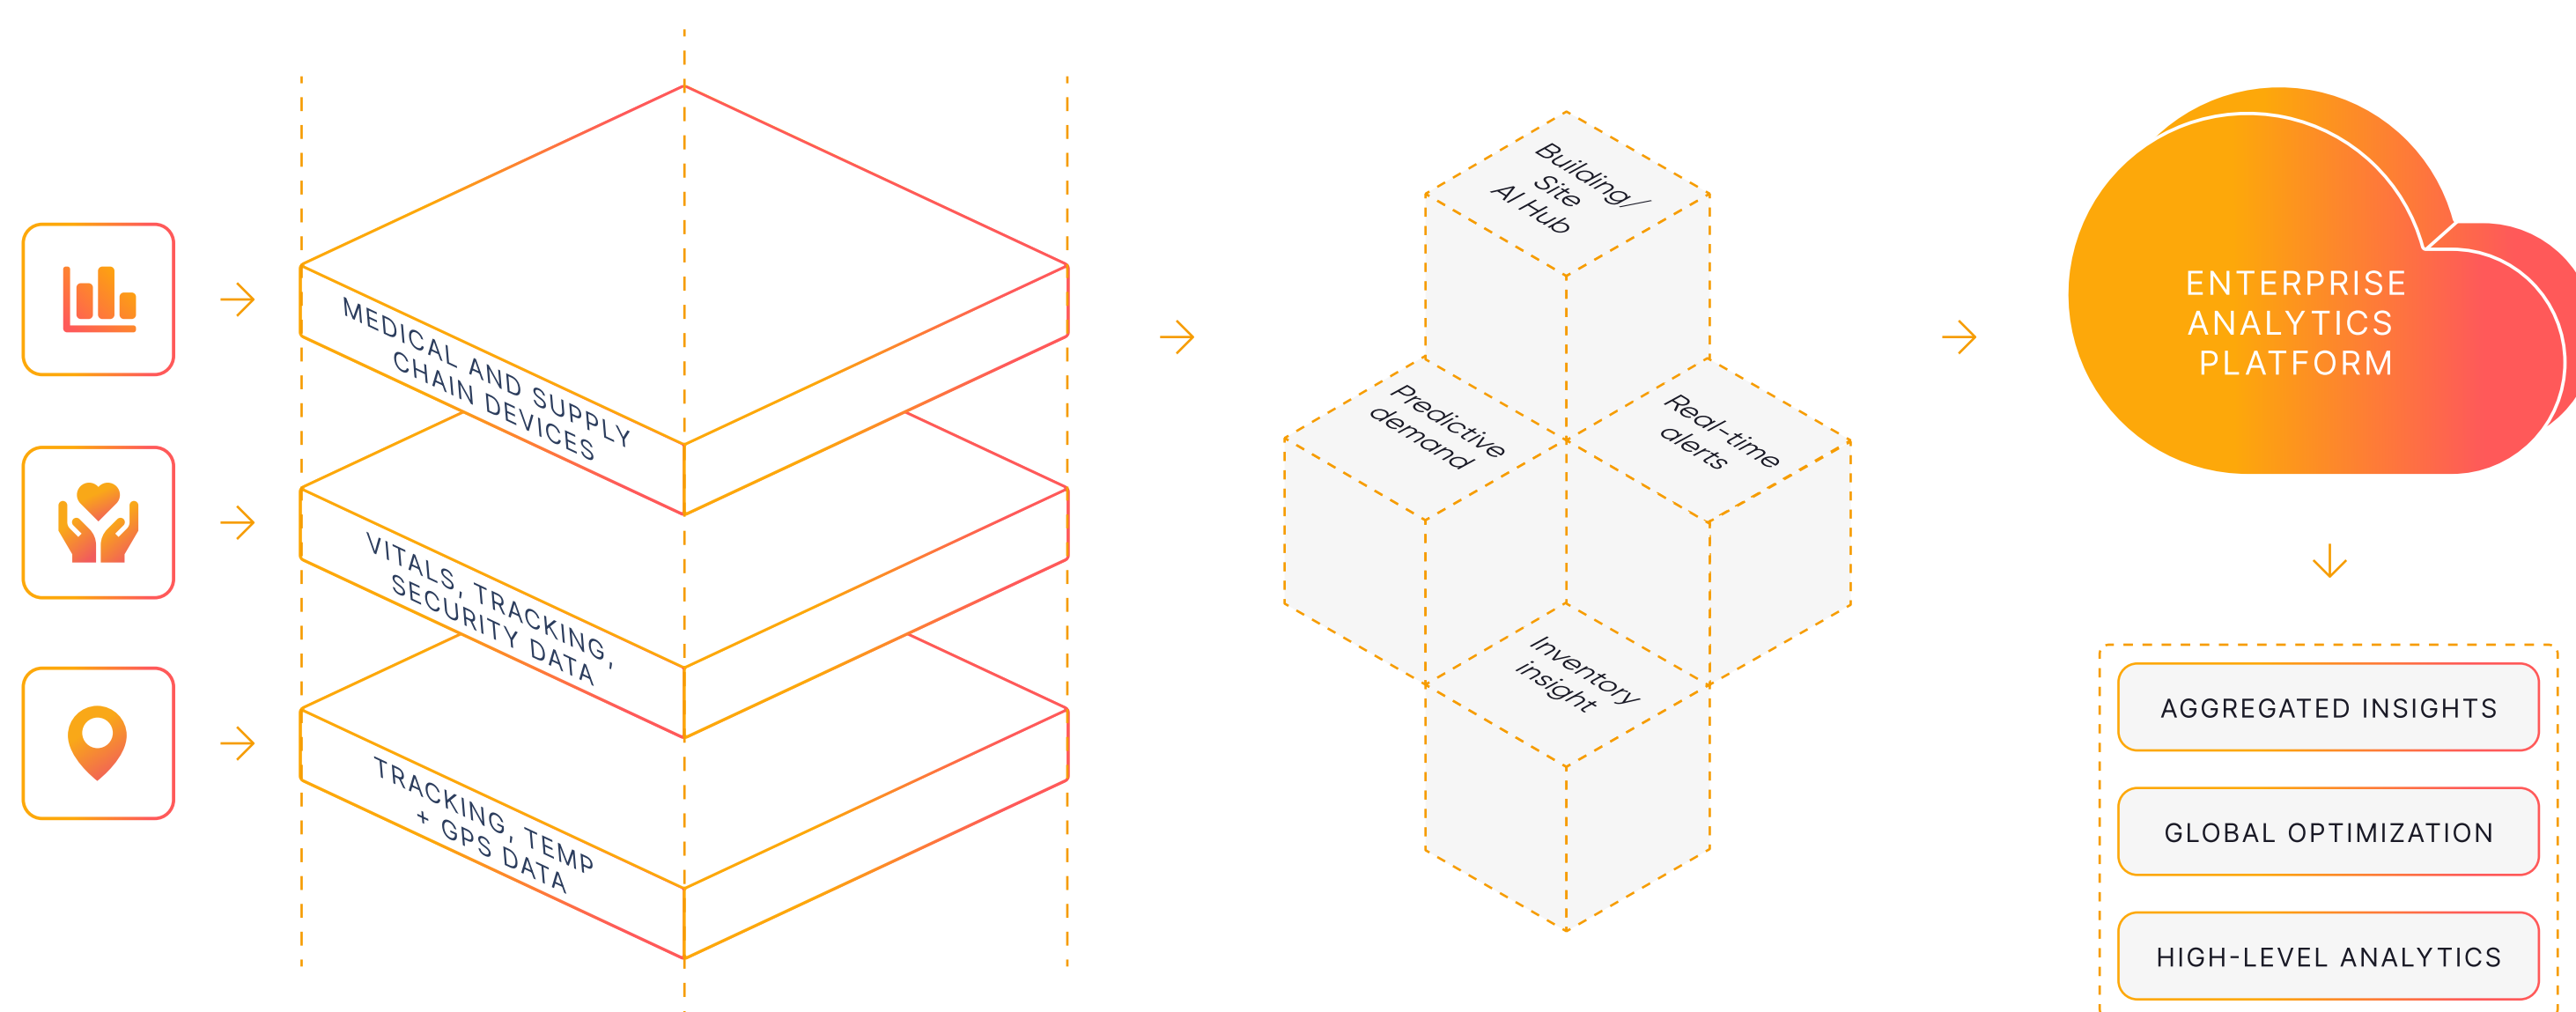 MEDICAL AND SUPPLY
CHAIN DEVICES
VITALS, TRACKING,
SECURITY DATA
TRACKING, TEMP
+ GPS DATA
Building/
Site
AI Hub
Predictive
demand
Real-time
alerts
Inventory
insight
ENTERPRISE
ANALYTICS
PLATFORM
AGGREGATED INSIGHTS
GLOBAL OPTIMIZATION
HIGH-LEVEL ANALYTICS